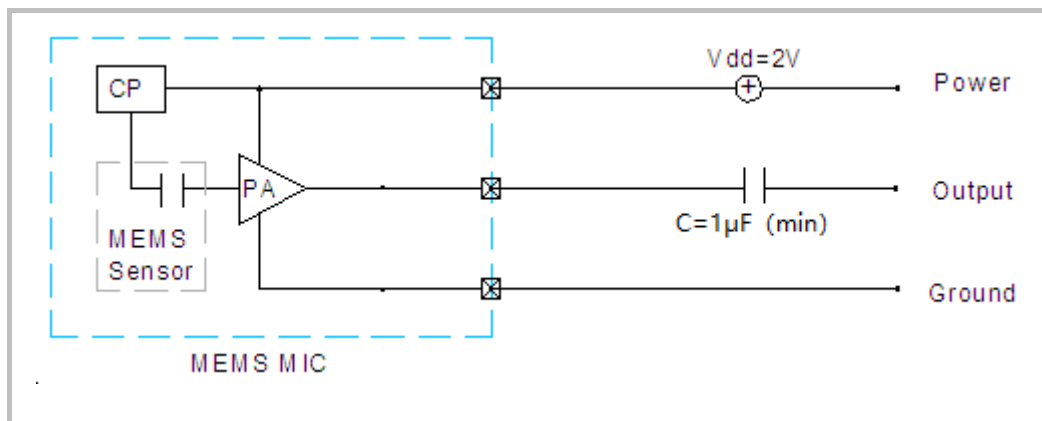 Vdd=2V
CP
Power
PA
Output
C=1μF (min)
MEMS
Sensor
Ground
MEMS MIC